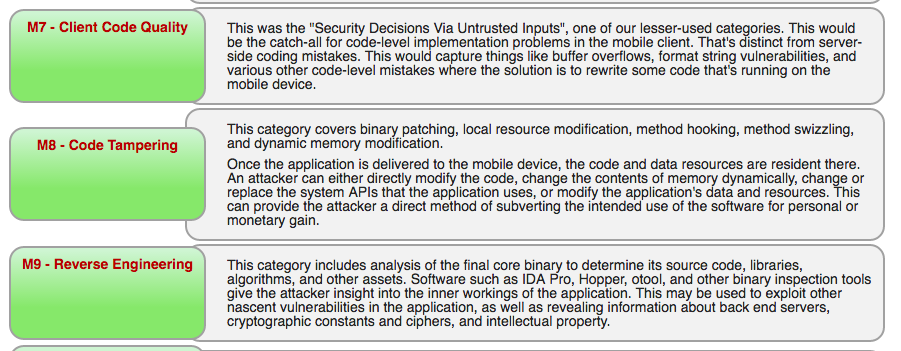 M7 - Client Code Quality
This was the "Security Decisions Via Untrusted Inputs", one of our lesser-used categories. This would
be the catch-all for code-level implementation problems in the mobile client. That's distinct from server-
side coding mistakes. This would capture things like buffer overflows, format string vulnerabilities, and
various other code-level mistakes where the solution is to rewrite some code that's running on the
mobile device.
M8 - Code Tampering
This category covers binary patching, local resource modification, method hooking, method swizzling,
and dynamic memory modification.
Once the application is delivered to the mobile device, the code and data resources are resident there.
An attacker can either directly modify the code, change the contents of memory dynamically, change or
replace the system APIs that the application uses, or modify the application's data and resources. This
can provide the attacker a direct method of subverting the intended use of the software for personal or
monetary gain.
M9 - Reverse Engineering
This category includes analysis of the final core binary to determine its source code, libraries,
algorithms, and other assets. Software such as IDA Pro, Hopper, otool, and other binary inspection tools
give the attacker insight into the inner workings of the application. This may be used to exploit other
nascent vulnerabilities in the application, as well as revealing information about back end servers,
cryptographic constants and ciphers, and intellectual property.